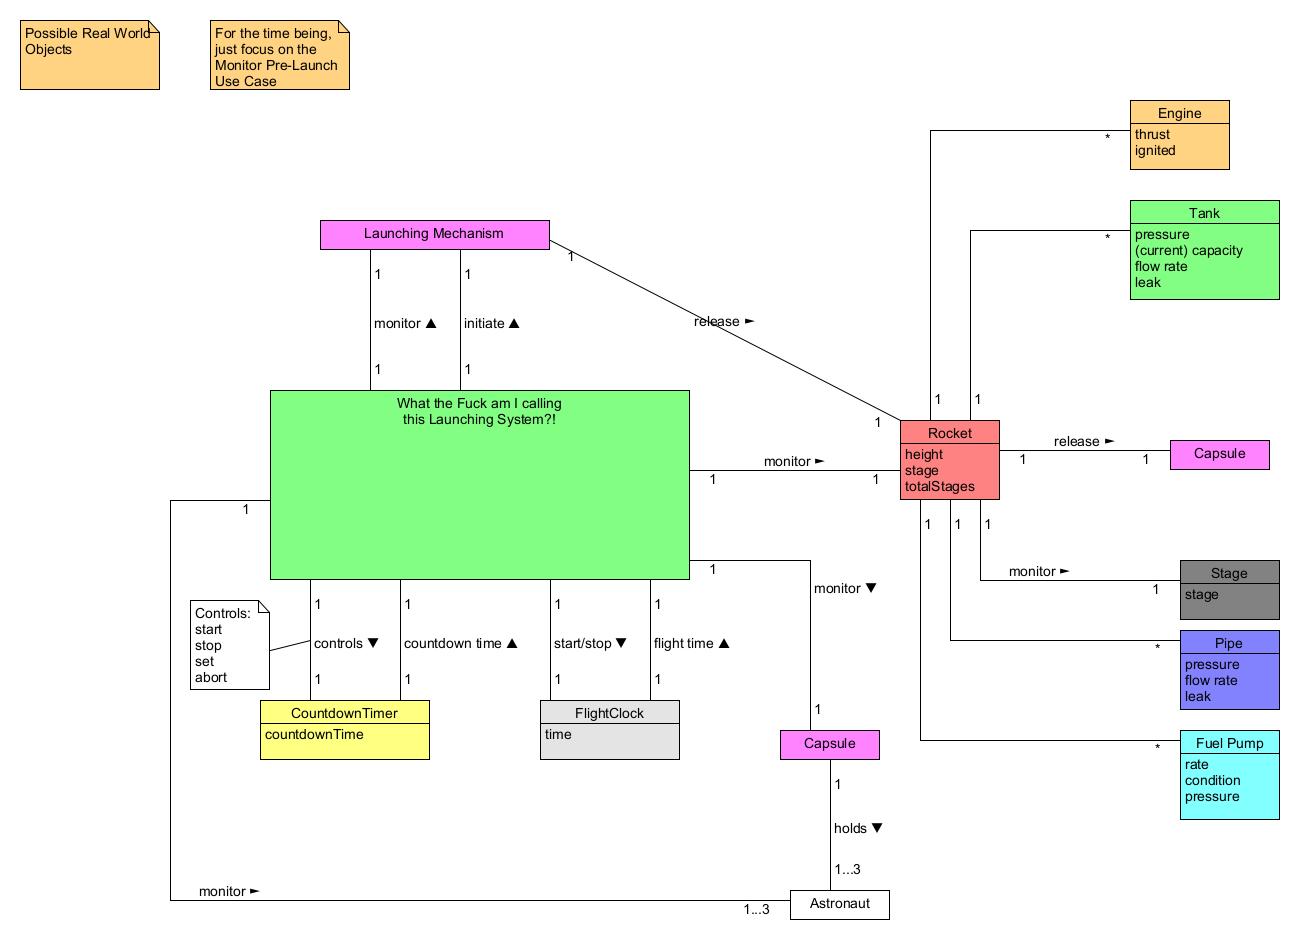 Possible Real World
Objects
For the time being,
just focus on the
Monitor Pre-Launch
Use Case
Engine
thrust
ignited
*
Tank
pressure
(current) capacity
flow rate
leak
*
Launching Mechanism
1
1
1
monitor ▲
initiate ▲
release ►
1
1
1
1
1
What the Fuck am I calling
this Launching System?!
Rocket
height
stage
totalStages
release ►
1
1
Capsule
monitor ►
1
1
1
1
1
1
1
monitor ▼
monitor ►
1
Stage
stage
Controls:
start
stop
set
abort
1
1
1
1
controls ▼
countdown time ▲
start/stop ▼
flight time ▲
1
1
1
1
*
Pipe
pressure
flow rate
leak
CountdownTimer
countdownTime
FlightClock
time
1
Capsule
*
Fuel Pump
rate
condition
pressure
1
holds ▼
1...3
monitor ►
1...3
Astronaut